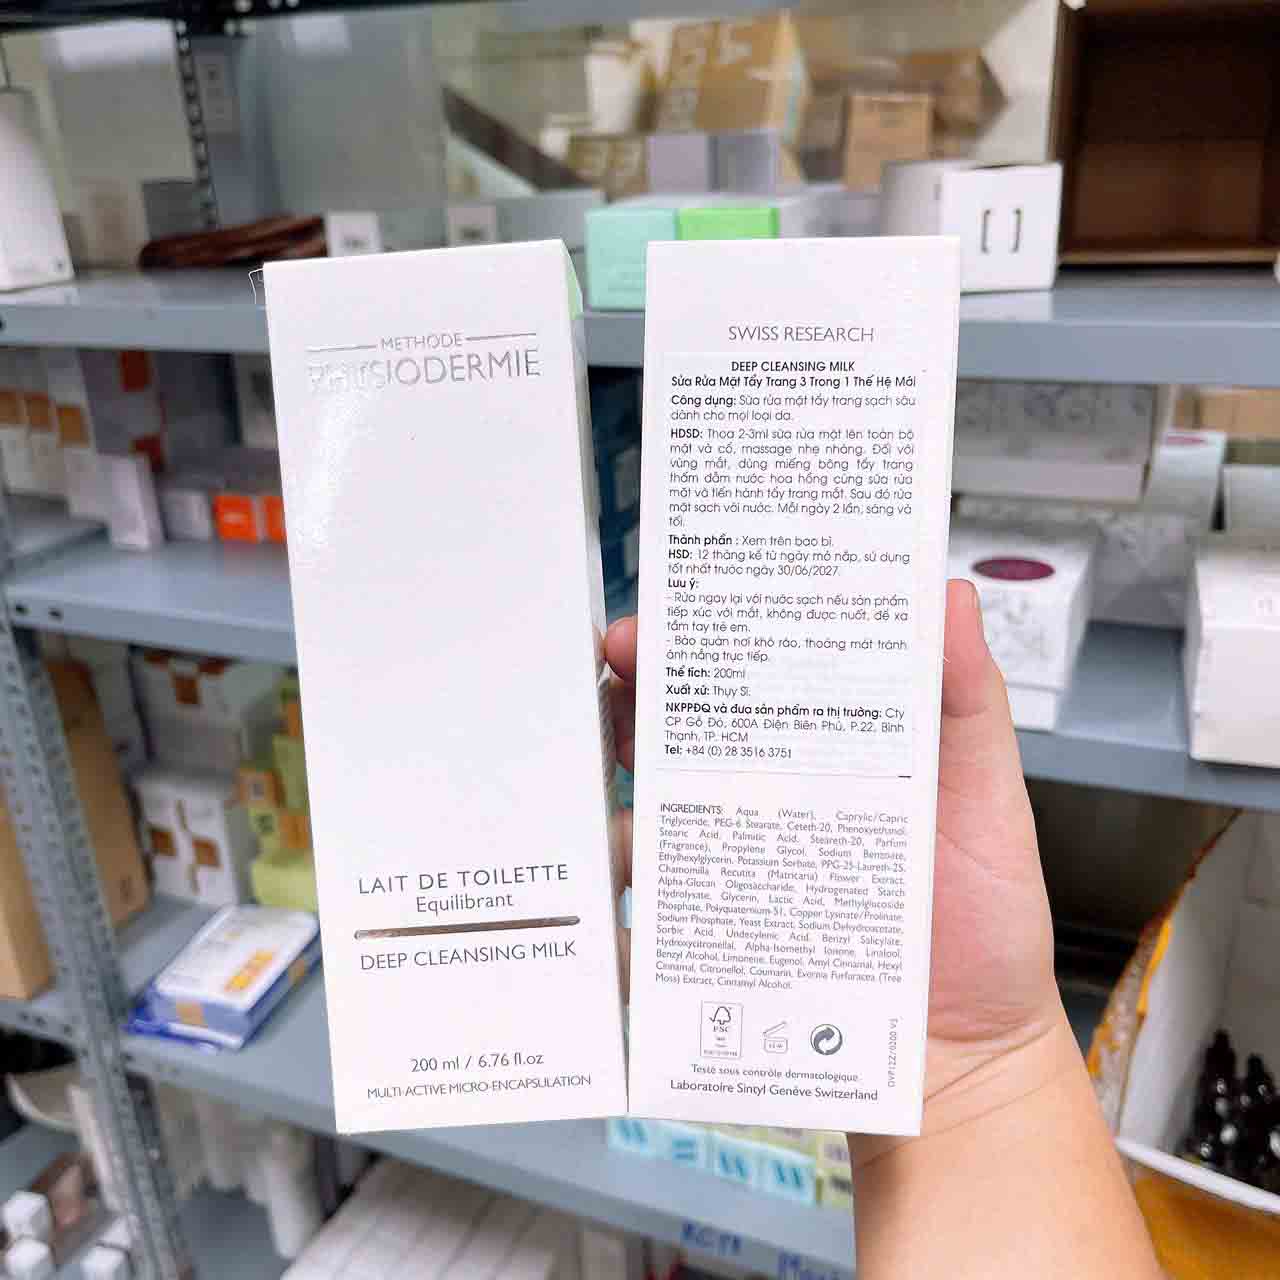 METHODE
PHYSIODERMIE
LAIT DE TOILETTE
Equilibrant
DEEP CLEANSING MILK
200 ml / 6.76 fl.oz
MULTI-ACTIVE MICRO-ENCAPSULATION
SWISS RESEARCH
DEEP CLEANSING MILK
Sữa Rửa Mặt Tẩy Trang 3 Trong 1 Thế Hệ Mới
Công dụng: Sữa rửa mặt tẩy trang sạch sâu
dành cho mọi loại da.
HDSD: Thoa 2-3ml sữa rửa mặt lên toàn bộ
mặt và cổ, massage nhẹ nhàng. Đối với
vùng mắt, dùng miếng bông tẩy trang
thấm đẫm nước hoa hồng cùng sữa rửa
mặt và tiến hành tẩy trang mắt. Sau đó rửa
mặt sạch với nước. Mỗi ngày 2 lần, sáng và
tối.
Thành phần : Xem trên bao bì.
HSD: 12 tháng kể từ ngày mở nắp, sử dụng
tốt nhất trước ngày 30/06/2027.
Lưu ý:
- Rửa ngay lại với nước sạch nếu sản phẩm
tiếp xúc với mắt, không được nuốt, để xa
tầm tay trẻ em.
- Bảo quản nơi khô ráo, thoáng mát tránh
ánh nắng trực tiếp.
Thể tích: 200ml
Xuất xứ: Thụy Sĩ.
NKPPĐQ và đưa sản phẩm ra thị trường: Cty
CP Gỗ Đỏ, 600A Điện Biên Phủ, P.22, Bình
Thạnh, TP. HCM
Tel: +84 (0) 28 3516 3751
INGREDIENTS: Aqua (Water), Caprylic/Capric
Triglyceride, PEG-6 Stearate, Ceteth-20, Phenoxyethanol,
Stearic Acid, Palmitic Acid, Steareth-20, Parfum
(Fragrance), Propylene Glycol, Sodium Benzoate,
Ethylhexylglycerin, Potassium Sorbate, PPG-25-Laureth-25,
Chamomilla Recutita (Matricaria) Flower Extract,
Alpha-Glucan Oligosaccharide, Hydrogenated Starch
Hydrolysate, Glycerin, Lactic Acid, Methylglucoside
Phosphate, Polyquaternium-51, Copper Lysinate/Prolinate,
Sodium Phosphate, Yeast Extract, Sodium Dehydroacetate,
Sorbic Acid, Undecylenic Acid, Benzyl Salicylate,
Hydroxycitronellal, Alpha-Isomethyl Ionone, Linalool,
Benzyl Alcohol, Limonene, Eugenol, Amyl Cinnamal, Hexyl
Cinnamal, Citronellol, Coumarin, Evernia Furfuracea (Tree
Moss) Extract, Cinnamyl Alcohol.
FSC
Testé sous contrôle dermatologique
Laboratoire Sintyl Genève Switzerland